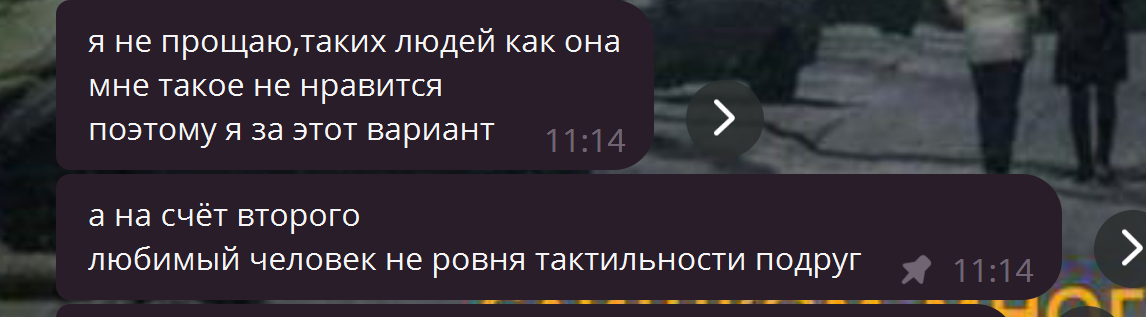 я не прощаю,таких людей как она
мне такое не нравится
поэтому я за этот вариант
11:14
а на счёт второго
любимый человек не ровня тактильности подруг
11:14